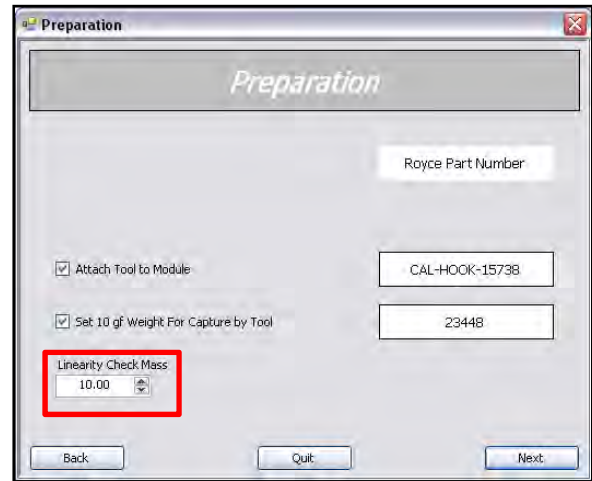 Preparation
Preparation
Royce Part Number
Attach Tool to Module
CAL-HOOK-15738
Set 10 gf Weight For Capture by Tool
23448
Linearity Check Mass
10.00
Back
Quit
Next